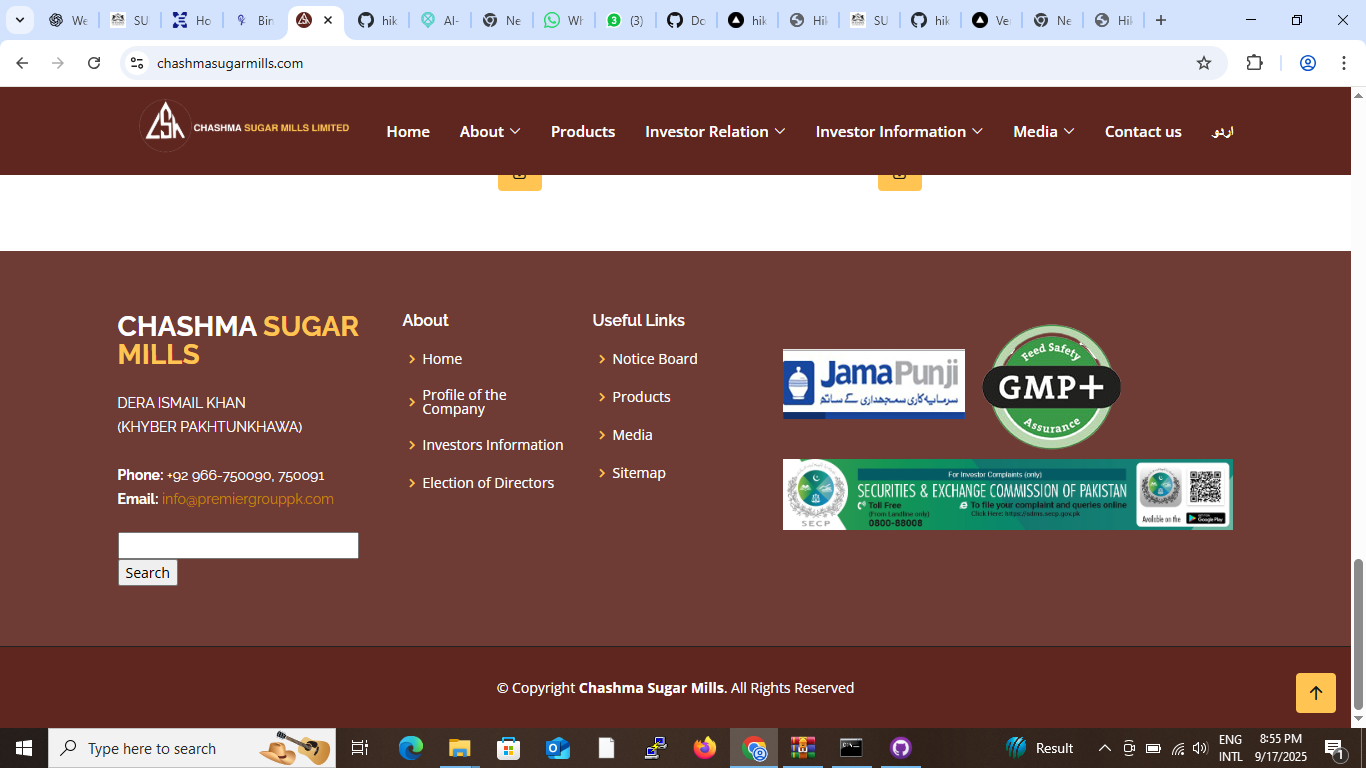 We
SU
Ho
Bin
hik
AI-
Ne
Wh
(3)
Do
hik
Hik
SU
hik
Ver
Ne
Hik
chashmasugarmills.com
CHASHMA SUGAR MILLS LIMITED
Home
About
Products
Investor Relation
Investor Information
Media
Contact us
اردو
CHASHMA SUGAR
MILLS
DERA ISMAIL KHAN
(KHYBER PAKHTUNKHAWA)
Phone: +92 966-750090, 750091
Email: info@premiergrouppk.com
Search
About
Home
Profile of the
Company
Investors Information
Election of Directors
Useful Links
Notice Board
Products
Media
Sitemap
JamaPunji
سرمایہ کاری سمجھداری کے ساتھ
Feed Safety
GMP+
Assurance
For Investor Complaints (only)
SECURITIES & EXCHANGE COMMISSION OF PAKISTAN
Toll Free
(From Landline only)
0800-88008
To file your complaint and queries online
Click Here: https://sdms.secp.gov.pk
SECP
Available on the
Google Play
© Copyright Chashma Sugar Mills. All Rights Reserved
Type here to search
Result
ENG
INTL
8:55 PM
9/17/2025
1